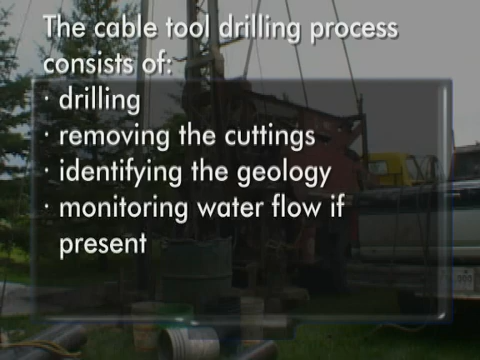 The cable tool drilling process
consists of:
· drilling
· removing the cuttings
· identifying the geology
· monitoring water flow if
present